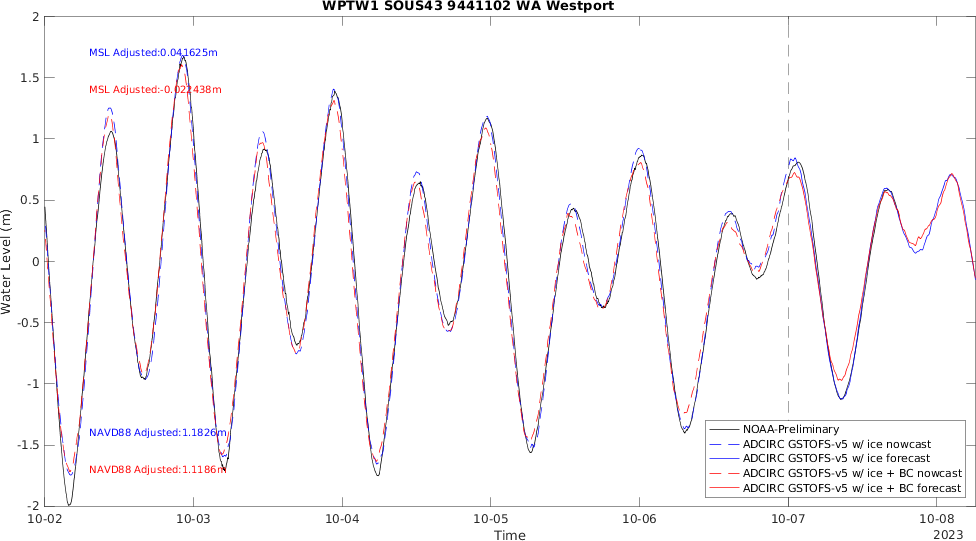 WPTW1 SOUS43 9441102 WA Westport
2
1.5
1
0.5
0
-0.5
-1
-1.5
-2
Water Level (m)
MSL Adjusted:0.041625m
MSL Adjusted:-0.022438m
NAVD88 Adjusted:1.1826m
NAVD88 Adjusted:1.1186m
NOAA-Preliminary
ADCIRC GSTOFS-v5 w/ ice nowcast
ADCIRC GSTOFS-v5 w/ ice forecast
ADCIRC GSTOFS-v5 w/ ice + BC nowcast
ADCIRC GSTOFS-v5 w/ ice + BC forecast
10-02 10-03 10-04 10-05 10-06 10-07 10-08
Time
2023